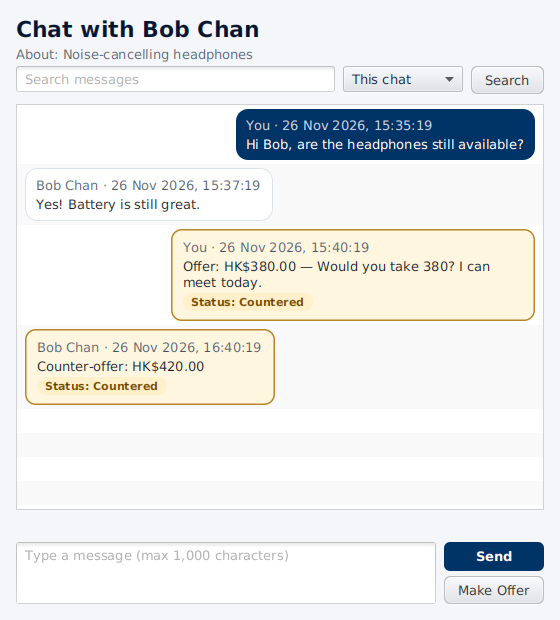 Chat with Bob Chan
About: Noise-cancelling headphones
Search messages
This chat
Search
You · 26 Nov 2026, 15:35:19
Hi Bob, are the headphones still available?
Bob Chan · 26 Nov 2026, 15:37:19
Yes! Battery is still great.
You · 26 Nov 2026, 15:40:19
Offer: HK$380.00 — Would you take 380? I can
meet today.
Status: Countered
Bob Chan · 26 Nov 2026, 16:40:19
Counter-offer: HK$420.00
Status: Countered
Type a message (max 1,000 characters)
Send
Make Offer